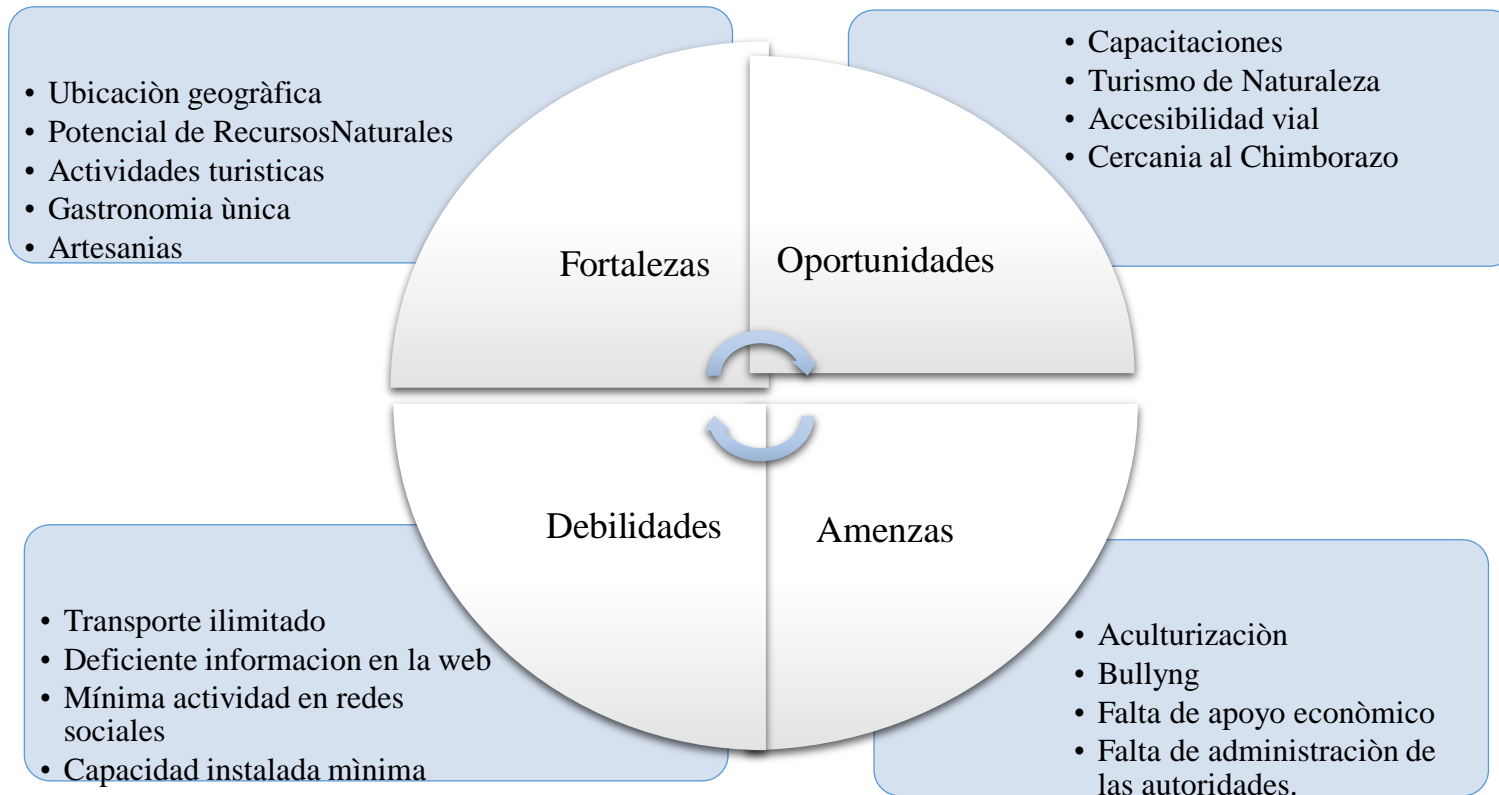 • Ubicaciòn geogràfica
• Potencial de RecursosNaturales
• Actividades turisticas
• Gastronomia ùnica
• Artesanias
• Capacitaciones
• Turismo de Naturaleza
• Accesibilidad vial
• Cercania al Chimborazo
Fortalezas
Oportunidades
Debilidades
Amenzas
• Transporte ilimitado
• Deficiente informacion en la web
• Mínima actividad en redes
sociales
• Capacidad instalada mìnima
• Aculturizaciòn
• Bullyng
• Falta de apoyo econòmico
• Falta de administraciòn de
las autoridades.